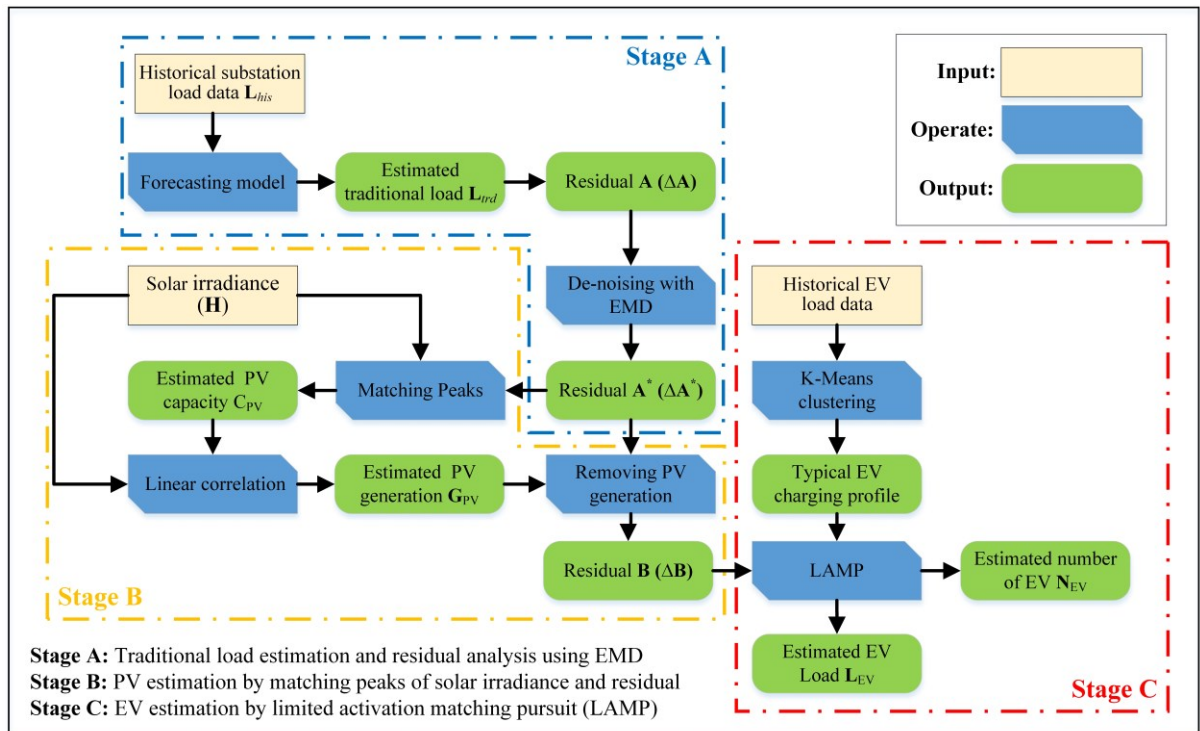 Stage A
Historical substation
load data L_his
Forecasting model
Estimated
traditional load L_trd
Residual A (ΔA)
Input:
Operate:
Output:
Solar irradiance
(H)
De-noising with
EMD
Historical EV
load data
Estimated PV
capacity C_PV
Matching Peaks
Residual A* (ΔA*)
K-Means
clustering
Linear correlation
Estimated PV
generation G_PV
Removing PV
generation
Typical EV
charging profile
Residual B (ΔB)
LAMP
Estimated number
of EV N_EV
Stage B
Estimated EV
Load L_EV
Stage C
Stage A: Traditional load estimation and residual analysis using EMD
Stage B: PV estimation by matching peaks of solar irradiance and residual
Stage C: EV estimation by limited activation matching pursuit (LAMP)